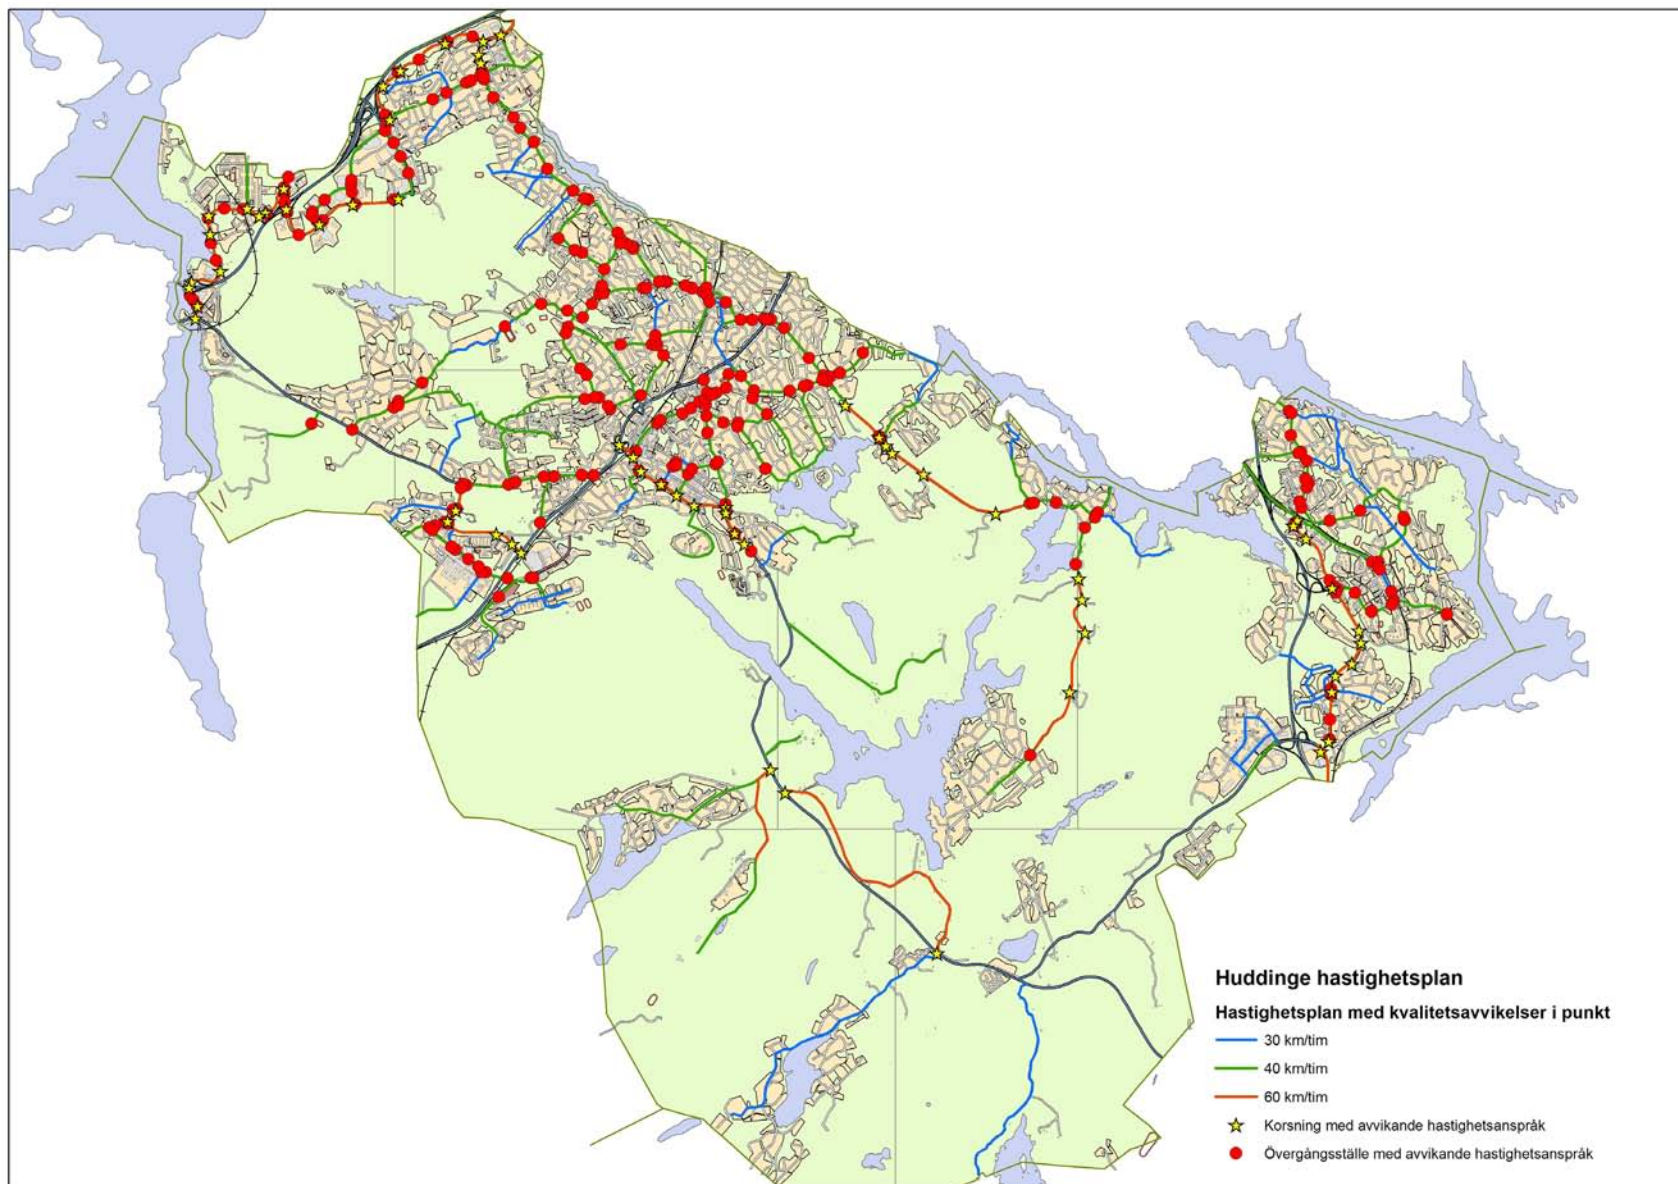 Huddinge hastighetsplan
Hastighetsplan med kvalitetsavvikelser i punkt
30 km/tim
40 km/tim
60 km/tim
Korsning med avvikande hastighetsanspråk
Övergångsställe med avvikande hastighetsanspråk